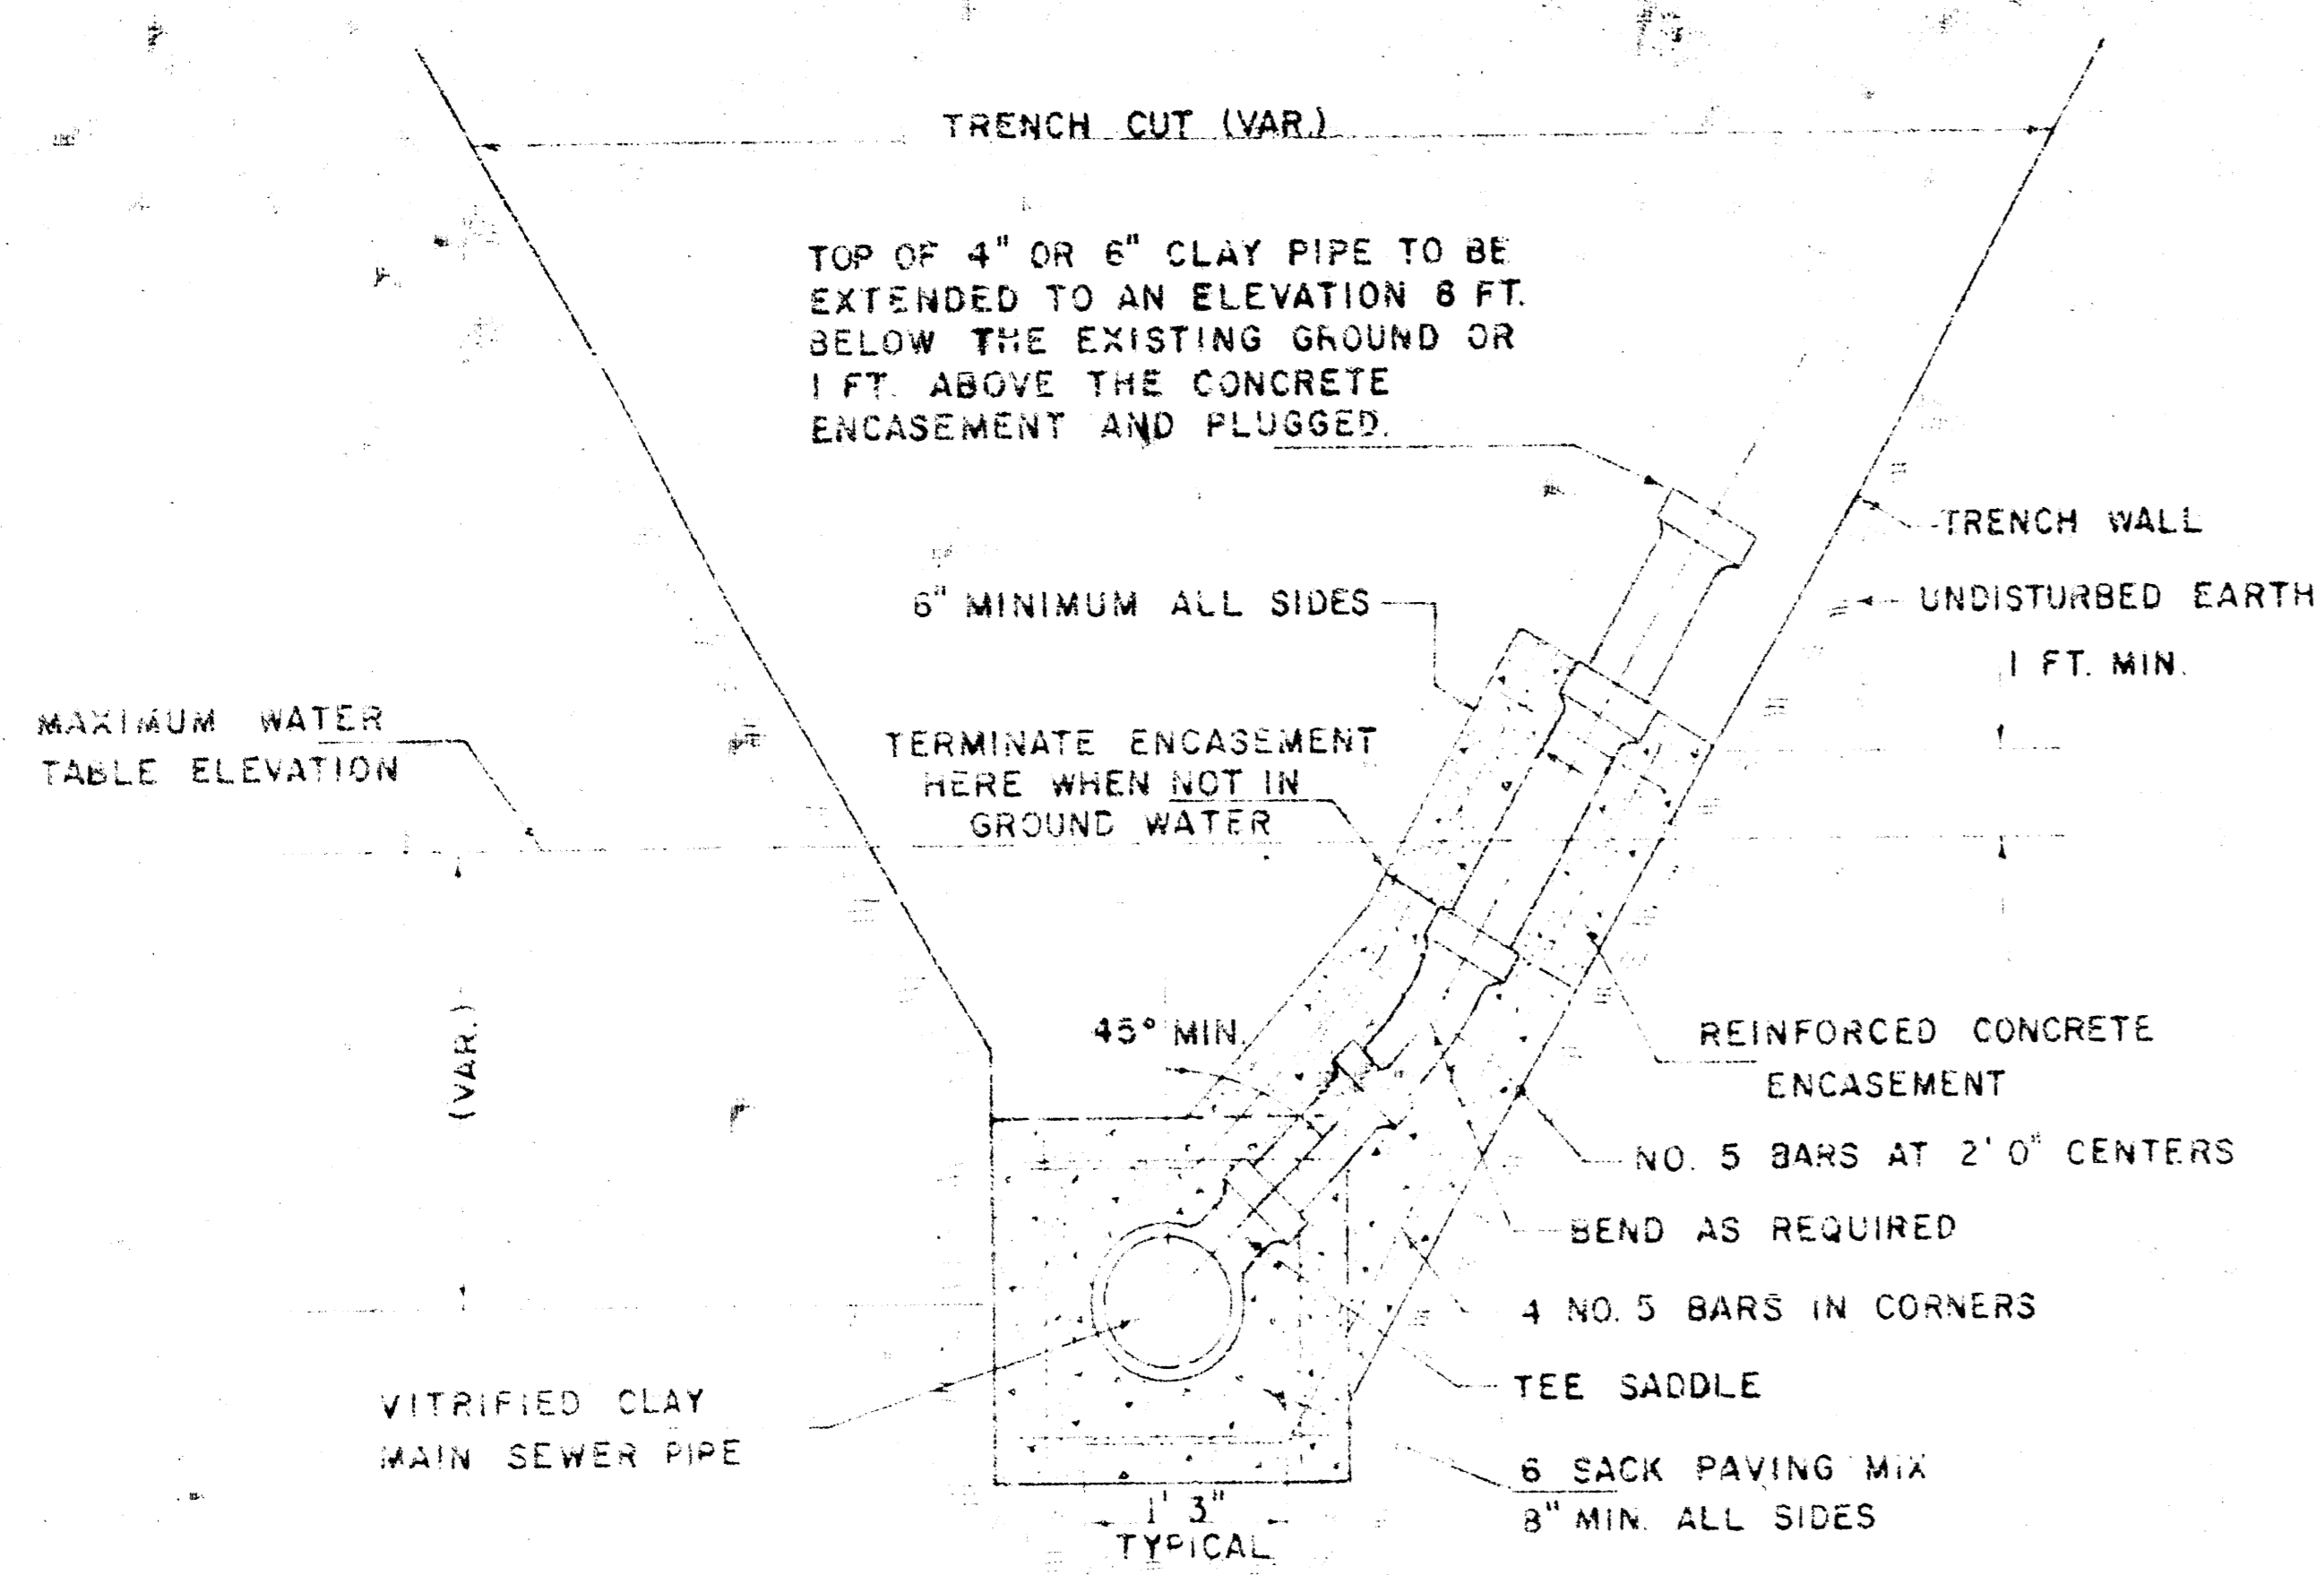 TRENCH CUT (VAR.)
TOP OF 4" OR 6" CLAY PIPE TO BE
EXTENDED TO AN ELEVATION 8 FT.
BELOW THE EXISTING GROUND OR
1 FT. ABOVE THE CONCRETE
ENCASEMENT AND PLUGGED.
TRENCH WALL
6" MINIMUM ALL SIDES
UNDISTURBED EARTH
1 FT. MIN.
MAXIMUM WATER
TABLE ELEVATION
TERMINATE ENCASEMENT
HERE WHEN NOT IN
GROUND WATER
(VAR.)
45° MIN.
REINFORCED CONCRETE
ENCASEMENT
NO. 5 BARS AT 2' 0" CENTERS
BEND AS REQUIRED
4 NO. 5 BARS IN CORNERS
TEE SADDLE
VITRIFIED CLAY
MAIN SEWER PIPE
6 SACK PAVING MIX
8" MIN. ALL SIDES
1' 3"
TYPICAL